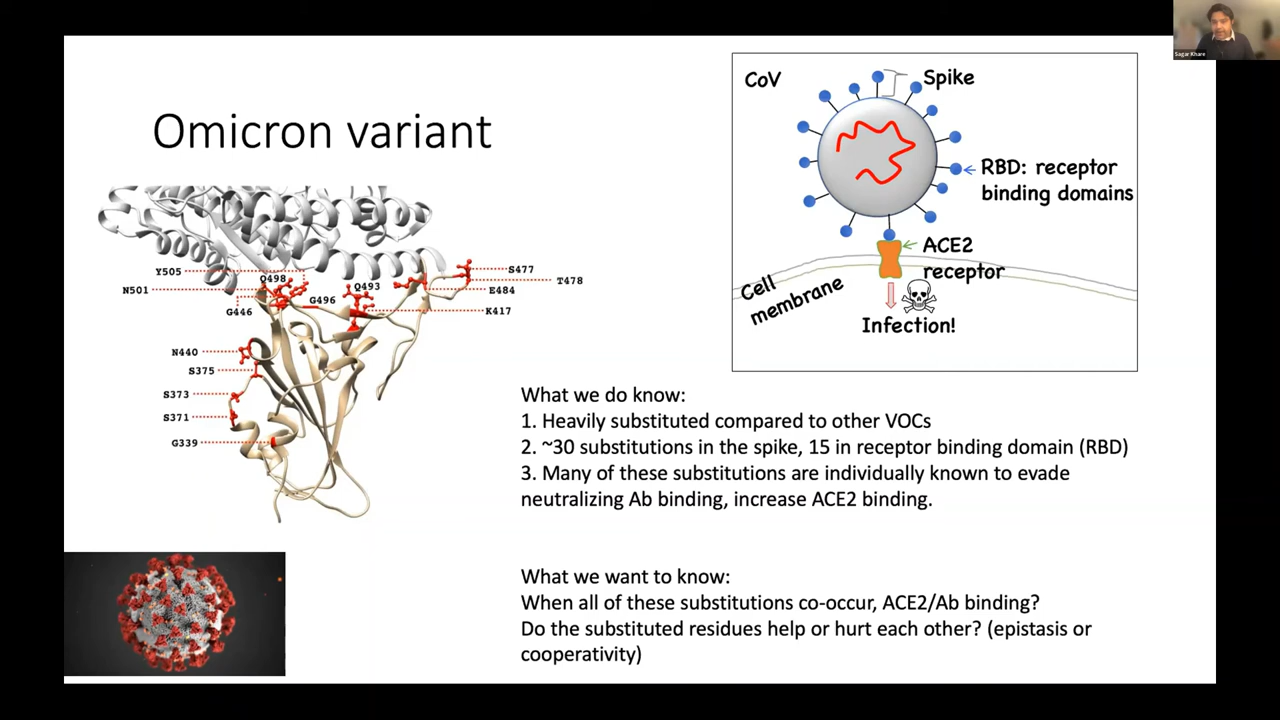 Sagar Khare
Omicron variant
CoV
Spike
RBD: receptor
binding domains
ACE2
receptor
Cell
membrane
Infection!
Y505
Q498
N501
G446
G496
Q493
S477
T478
E484
K417
N440
S375
S373
S371
G339
What we do know:
1. Heavily substituted compared to other VOCs
2. ~30 substitutions in the spike, 15 in receptor binding domain (RBD)
3. Many of these substitutions are individually known to evade
neutralizing Ab binding, increase ACE2 binding.
What we want to know:
When all of these substitutions co-occur, ACE2/Ab binding?
Do the substituted residues help or hurt each other? (epistasis or
cooperativity)